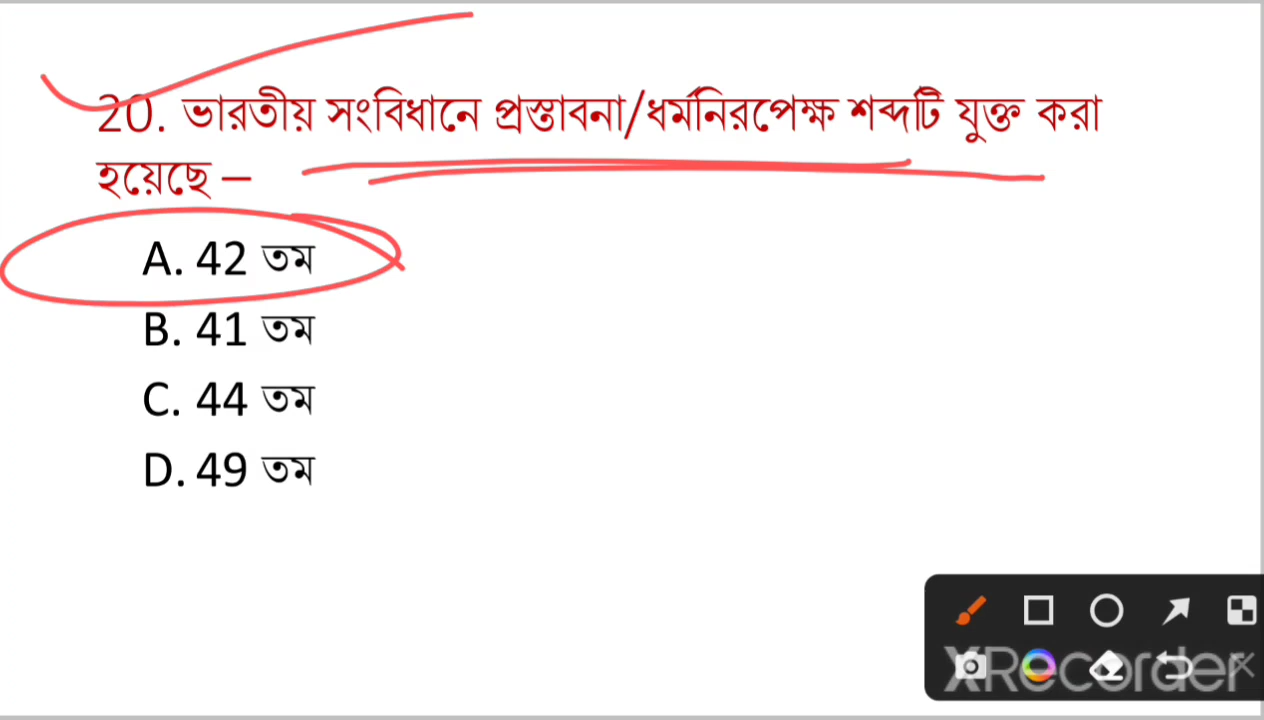 20. ভারতীয় সংবিধানে প্রস্তাবনা/ধর্মনিরপেক্ষ শব্দটি যুক্ত করা
হয়েছে –
A. 42 তম
B. 41 তম
C. 44 তম
D. 49 তম
XRecorder